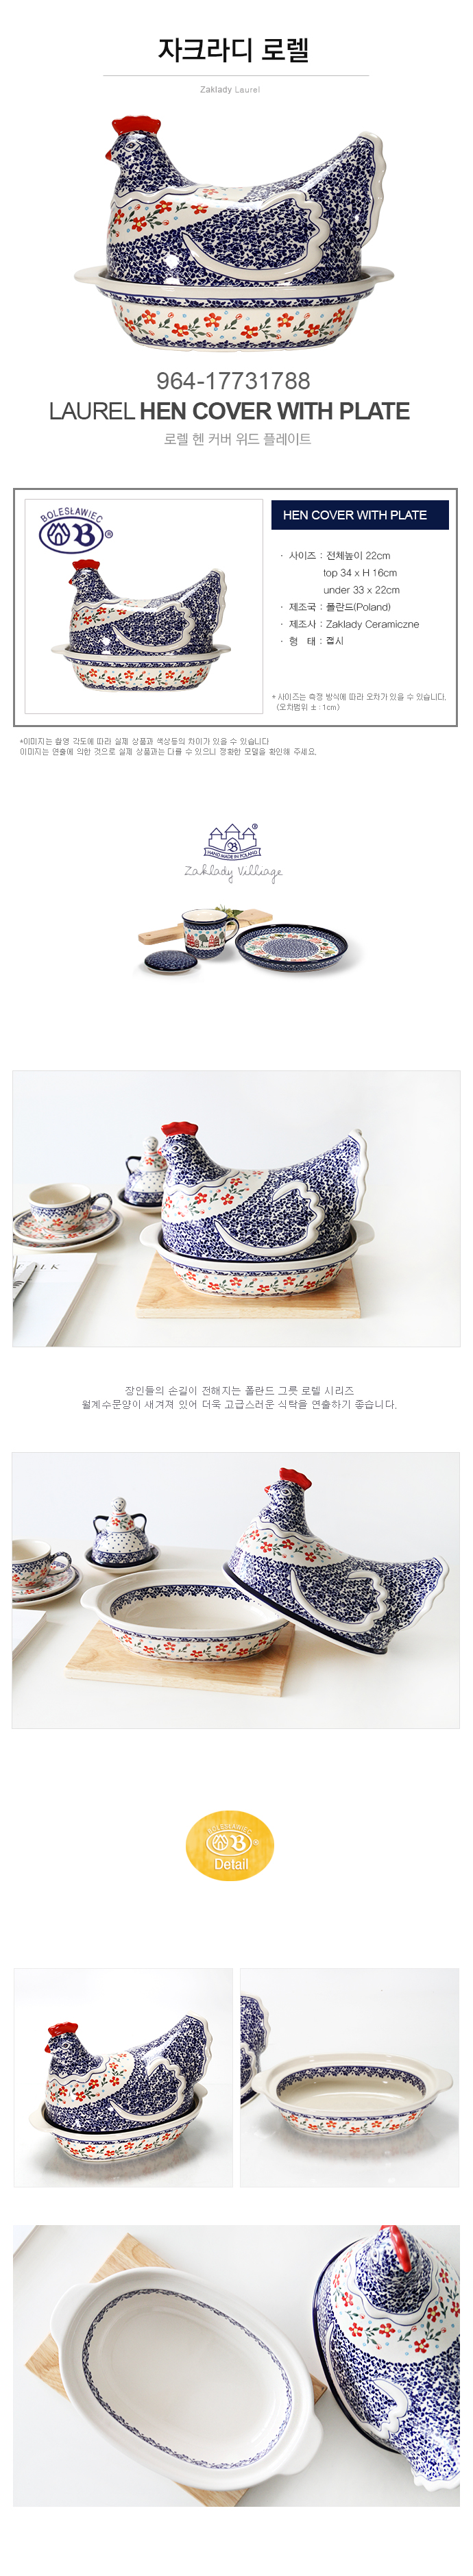 자크라디 로렐
Zaklady Laurel
964-17731788
LAUREL HEN COVER WITH PLATE
로렐 헨 커버 위드 플레이트
BOLESŁAWIEC
B ®
HEN COVER WITH PLATE
· 사이즈 : 전체높이 22cm
top 34 x H 16cm
under 33 x 22cm
· 제조국 : 폴란드(Poland)
· 제조사 : Zaklady Ceramiczne
· 형 태 : 접시
+ 사이즈는 측정 방식에 따라 오차가 있을 수 있습니다.
(오차범위 ± : 1cm)
*이미지는 촬영 각도에 따라 실제 상품과 색상등의 차이가 있을 수 있습니다
이미지는 연출에 의한 것으로 실제 상품과는 다를 수 있으니 정확한 모델을 확인해 주세요.
®
B
HAND MADE IN POLAND
Zaklady Villiage
장인들의 손길이 전해지는 폴란드 그릇 로렐 시리즈
월계수문양이 새겨져 있어 더욱 고급스러운 식탁을 연출하기 좋습니다.
BOLESŁAWIEC
B ®
Detail